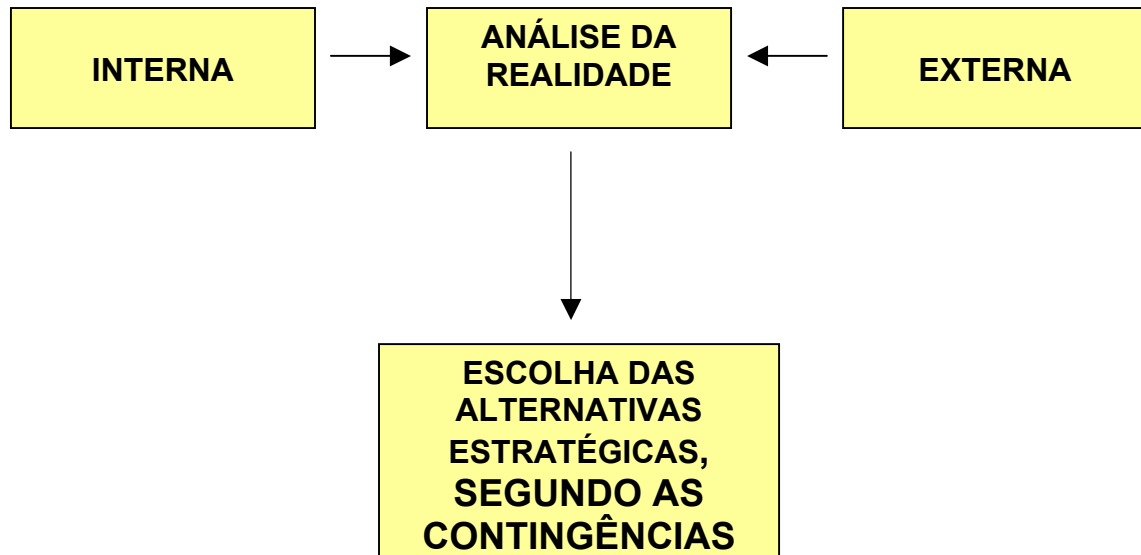 INTERNA
ANÁLISE DA
REALIDADE
EXTERNA
ESCOLHA DAS
ALTERNATIVAS
ESTRATÉGICAS,
SEGUNDO AS
CONTINGÊNCIAS